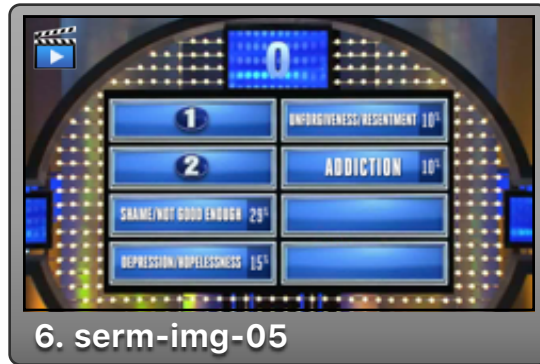 0
1
UNFORGIVENESS/RESENTMENT 10%
2
ADDICTION 10%
SHAME/NOT GOOD ENOUGH 29%
DEPRESSION/HOPELESSNESS 15%
6. serm-img-05